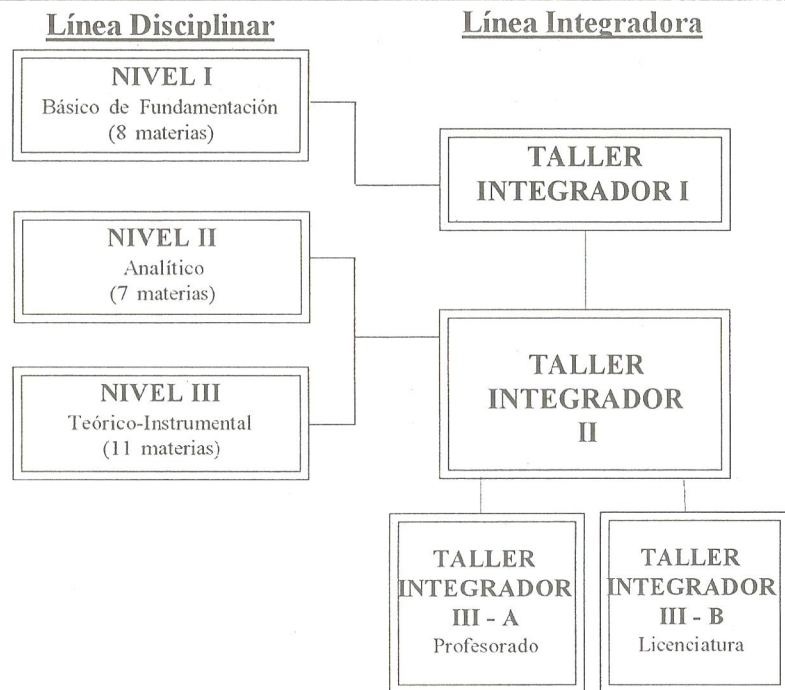 Línea Disciplinar
NIVEL I
Básico de Fundamentación
(8 materias)
NIVEL II
Analítico
(7 materias)
NIVEL III
Teórico-Instrumental
(11 materias)
Línea Integradora
TALLER
INTEGRADOR I
TALLER
INTEGRADOR
II
TALLER
INTEGRADOR
III - A
Profesorado
TALLER
INTEGRADOR
III - B
Licenciatura